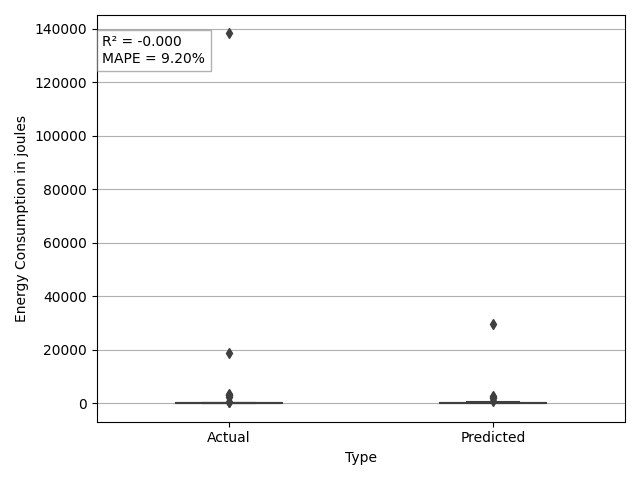 R² = -0.000
MAPE = 9.20%
140000
120000
100000
80000
60000
40000
20000
0
Energy Consumption in joules
Actual
Predicted
Type